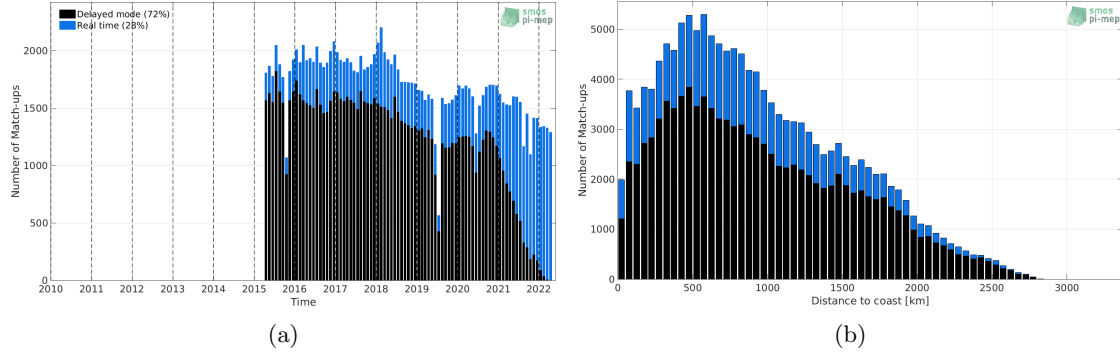 Delayed mode (72%)
Real time (28%)
smos
pi-mep
Number of Match-ups
2000
1500
1000
500
0
2010 2011 2012 2013 2014 2015 2016 2017 2018 2019 2020 2021 2022
Time
(a)
smos
pi-mep
Number of Match-ups
5000
4000
3000
2000
1000
0
0 500 1000 1500 2000 2500 3000
Distance to coast [km]
(b)